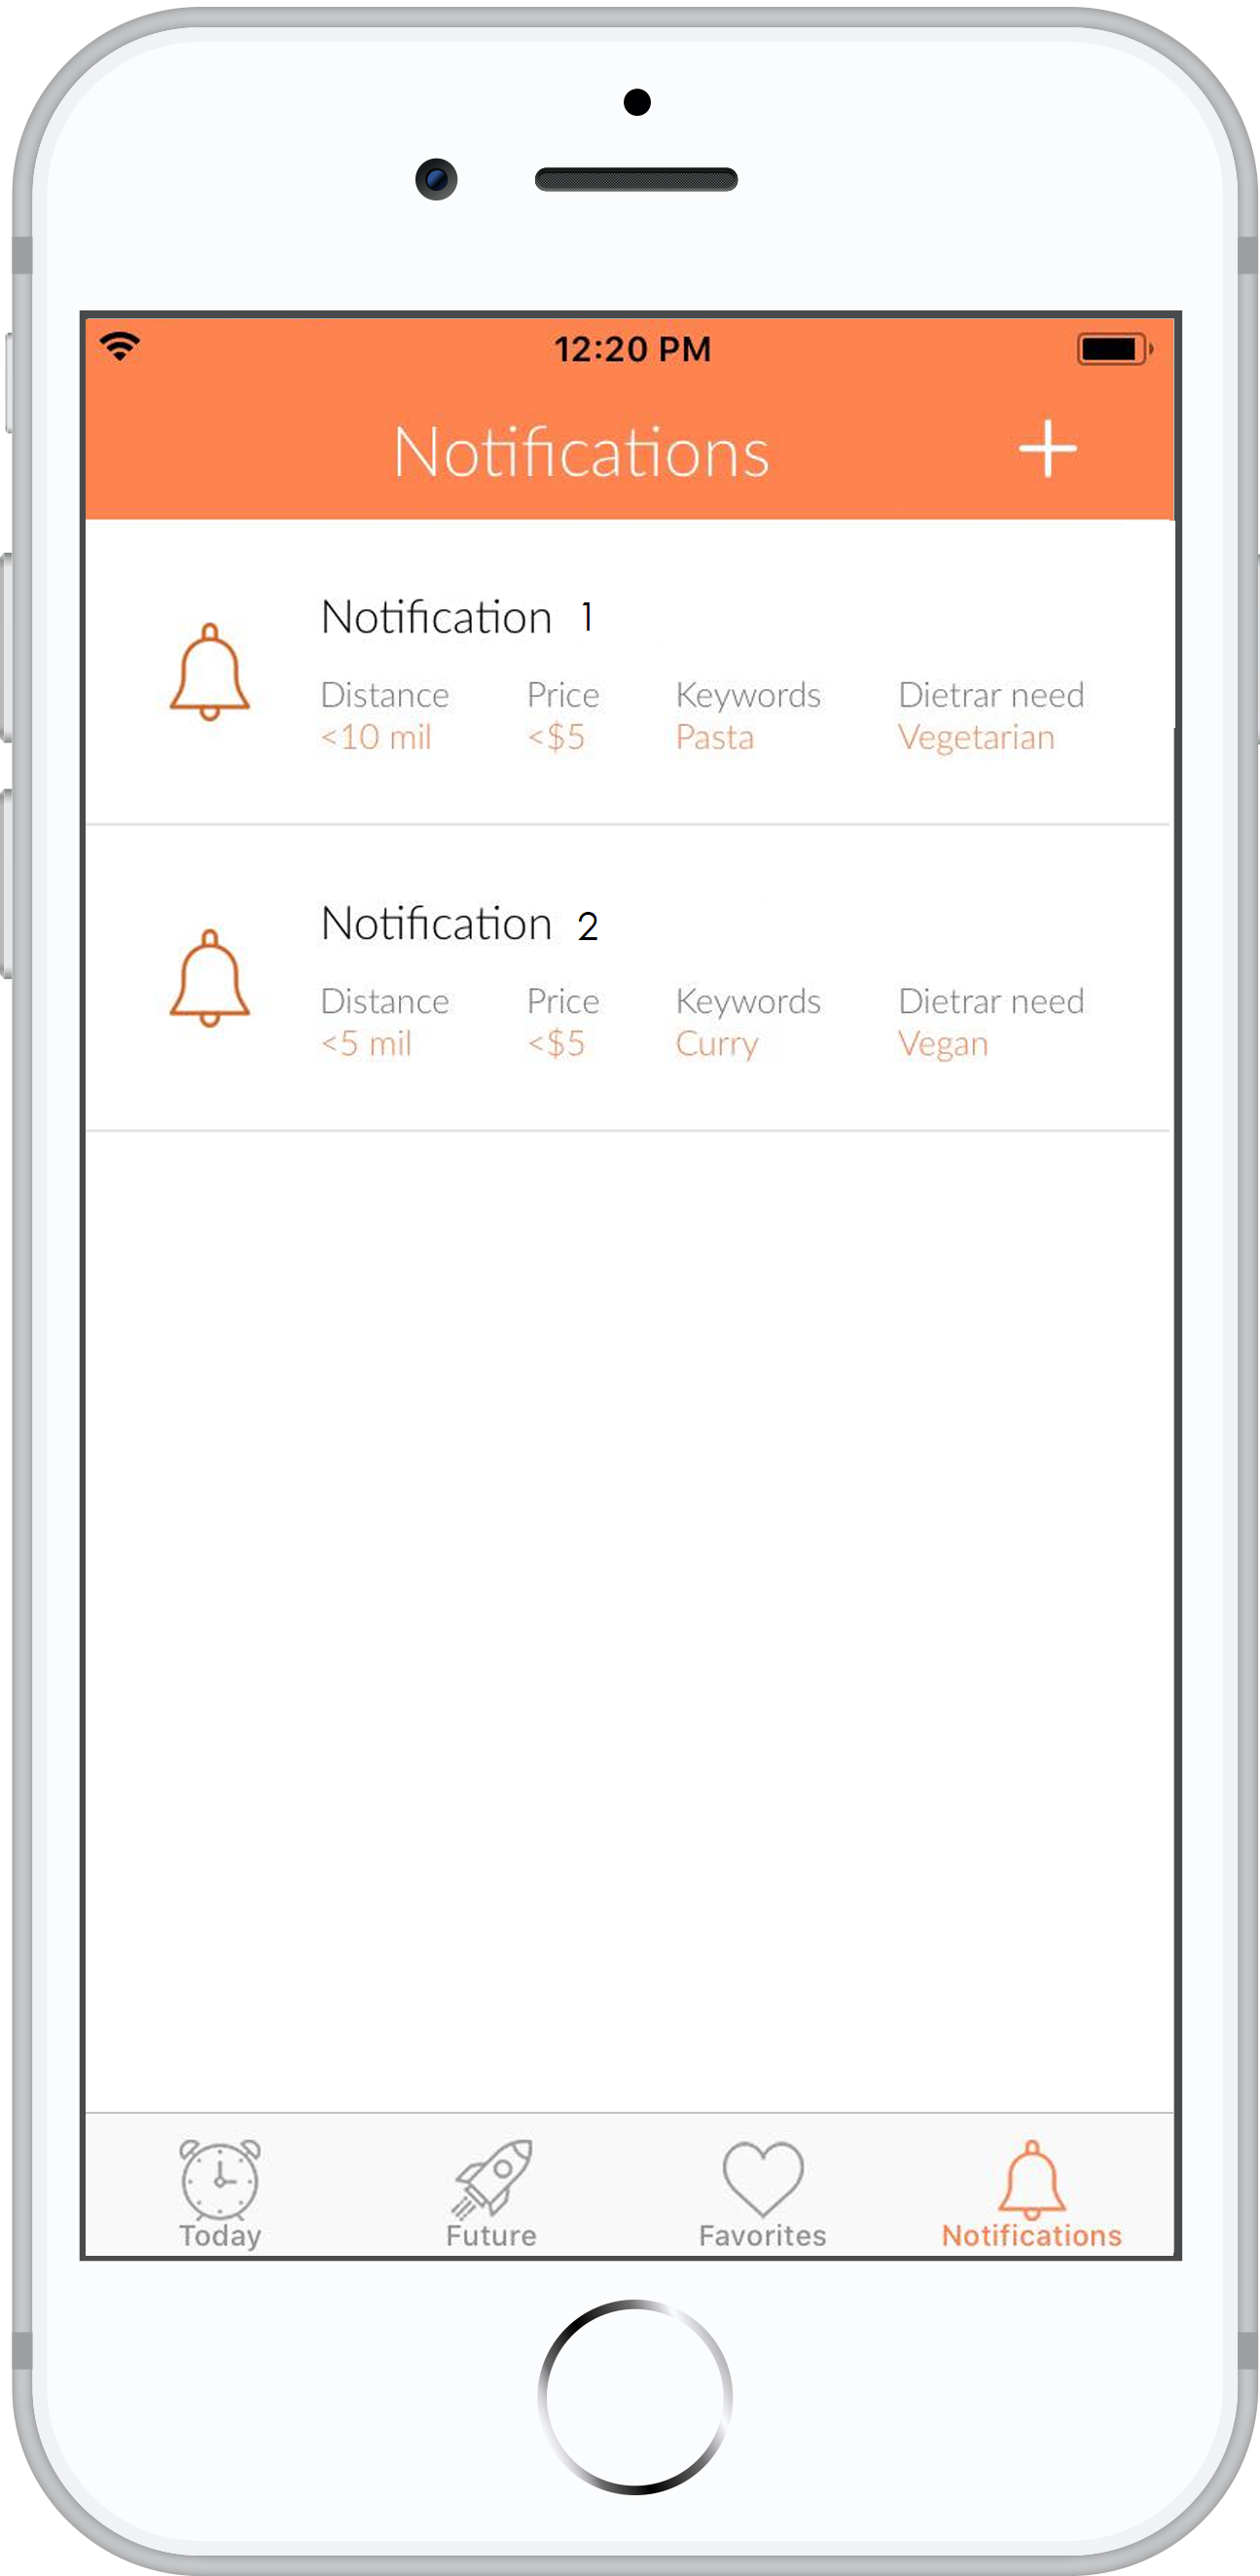 12:20 PM
Notifications
Notification 1
Distance Price Keywords Dietrar need
<10 mil <$5 Pasta Vegetarian
Notification 2
Distance Price Keywords Dietrar need
<5 mil <$5 Curry Vegan
Today Future Favorites Notifications